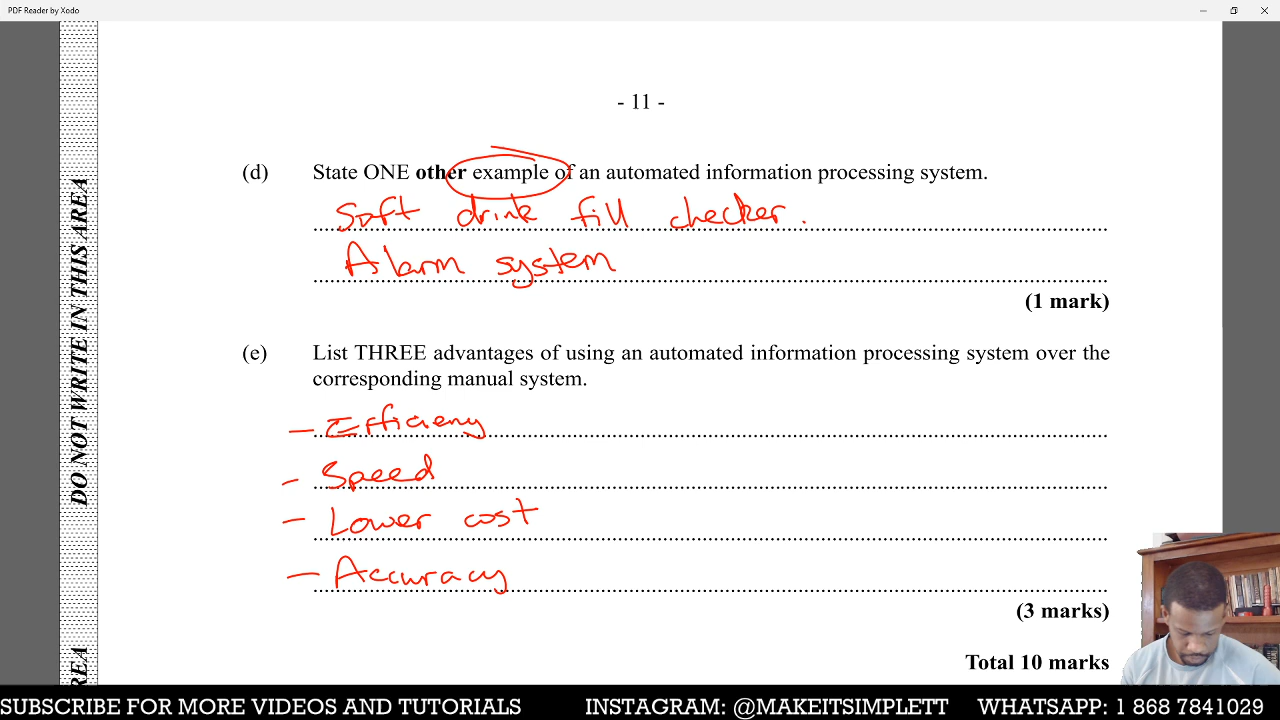 PDF Reader by Xodo
- 11 -
(d) State ONE other example of an automated information processing system.
Soft drink fill checker.
Alarm system
(1 mark)
(e) List THREE advantages of using an automated information processing system over the
corresponding manual system.
- Efficieny
- Speed
- Lower cost
- Accuracy
(3 marks)
Total 10 marks
DO NOT WRITE IN THIS AREA
REA
SUBSCRIBE FOR MORE VIDEOS AND TUTORIALS INSTAGRAM: @MAKEITSIMPLETT WHATSAPP: 1 868 7841029